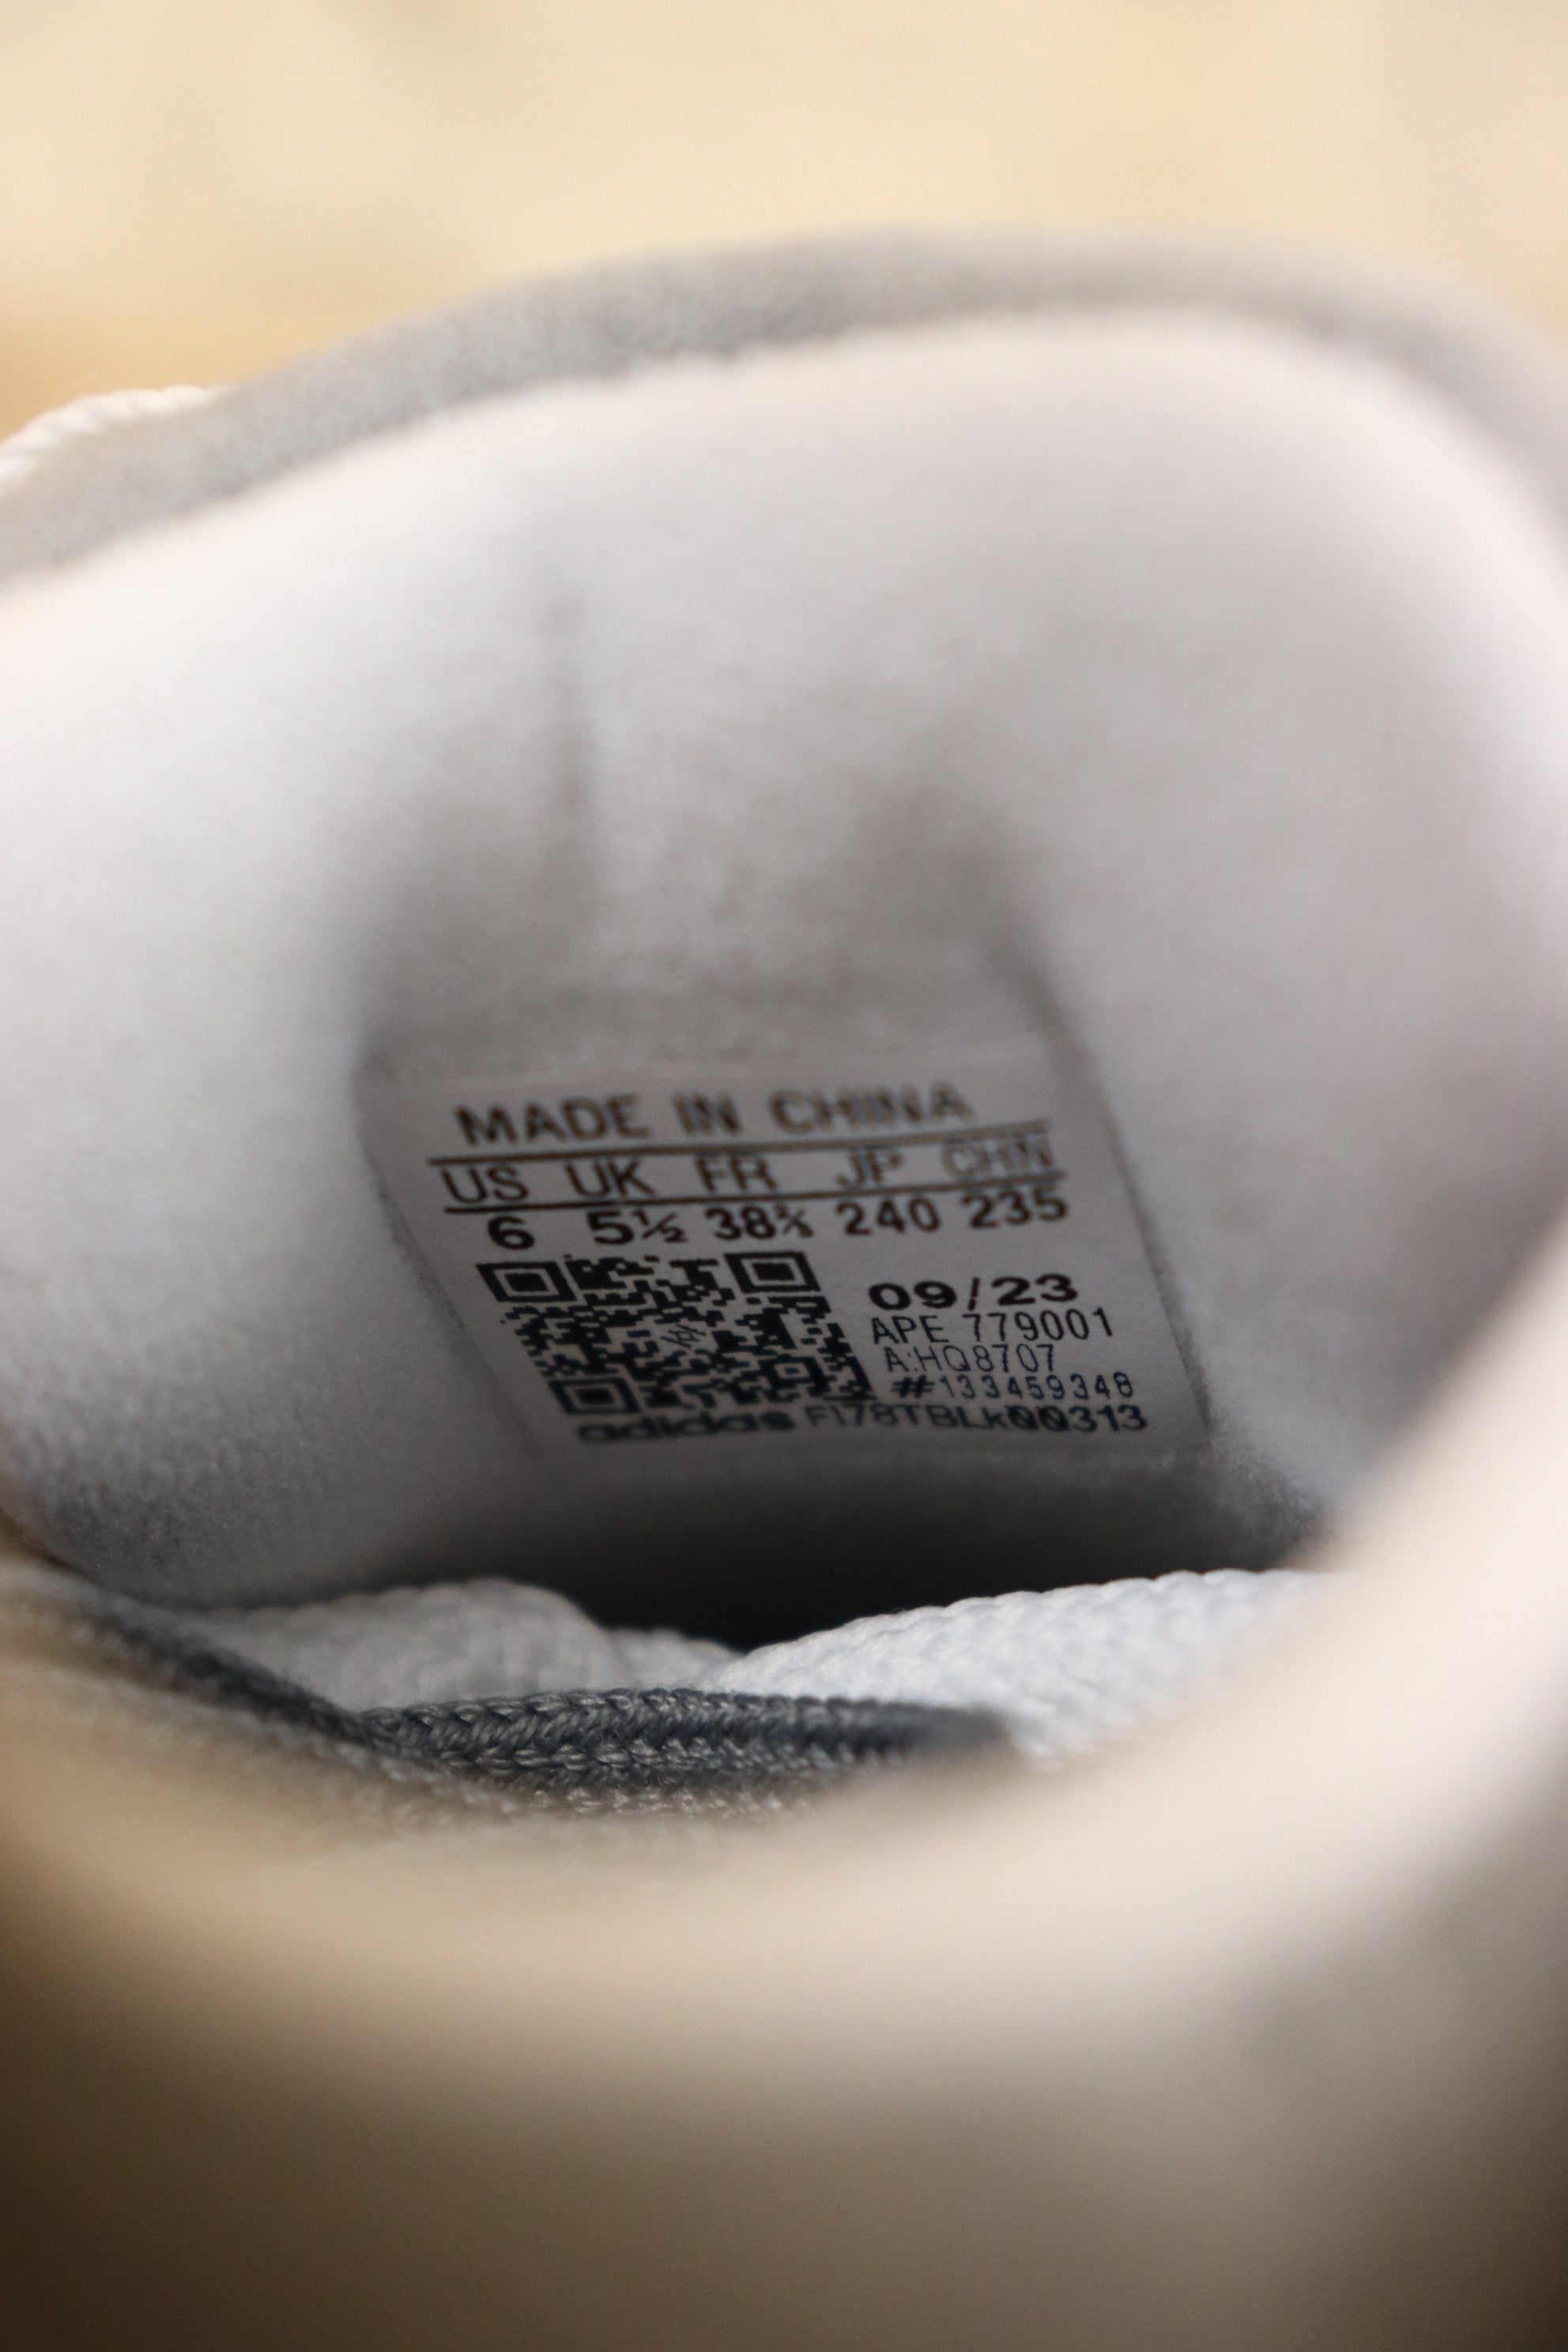 MADE IN CHINA
US UK FR JP CHN
6 5½ 38⅔ 240 235
09/23
APE 779001
A:HQ8707
#133459348
adidas FI78TBLk00313